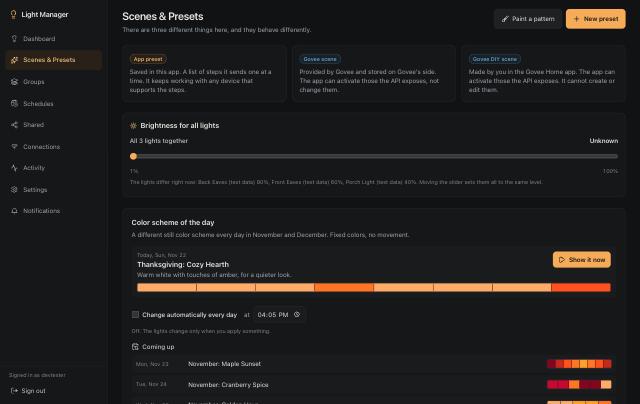 Light Manager
Dashboard
Scenes & Presets
Groups
Schedules
Shared
Connections
Activity
Settings
Notifications
Signed in as devtester
Sign out
Scenes & Presets
There are three different things here, and they behave differently.
Paint a pattern
New preset
App preset
Saved in this app. A list of steps it sends one at a
time. It keeps working with any device that
supports the steps.
Govee scene
Provided by Govee and stored on Govee's side.
The app can activate those the API exposes, not
change them.
Govee DIY scene
Made by you in the Govee Home app. The app can
activate those the API exposes. It cannot create or
edit them.
Brightness for all lights
All 3 lights together
Unknown
1%
100%
The lights differ right now: Back Eaves (test data) 80%, Front Eaves (test data) 60%, Porch Light (test data) 40%. Moving the slider sets them all to the same level.
Color scheme of the day
A different still color scheme every day in November and December. Fixed colors, no movement.
Today, Sun, Nov 22
Thanksgiving: Cozy Hearth
Warm white with touches of amber, for a quieter look.
Show it now
Change automatically every day
at
04:05 PM
Off. The lights change only when you apply something.
Coming up
Mon, Nov 23
November: Maple Sunset
Tue, Nov 24
November: Cranberry Spice